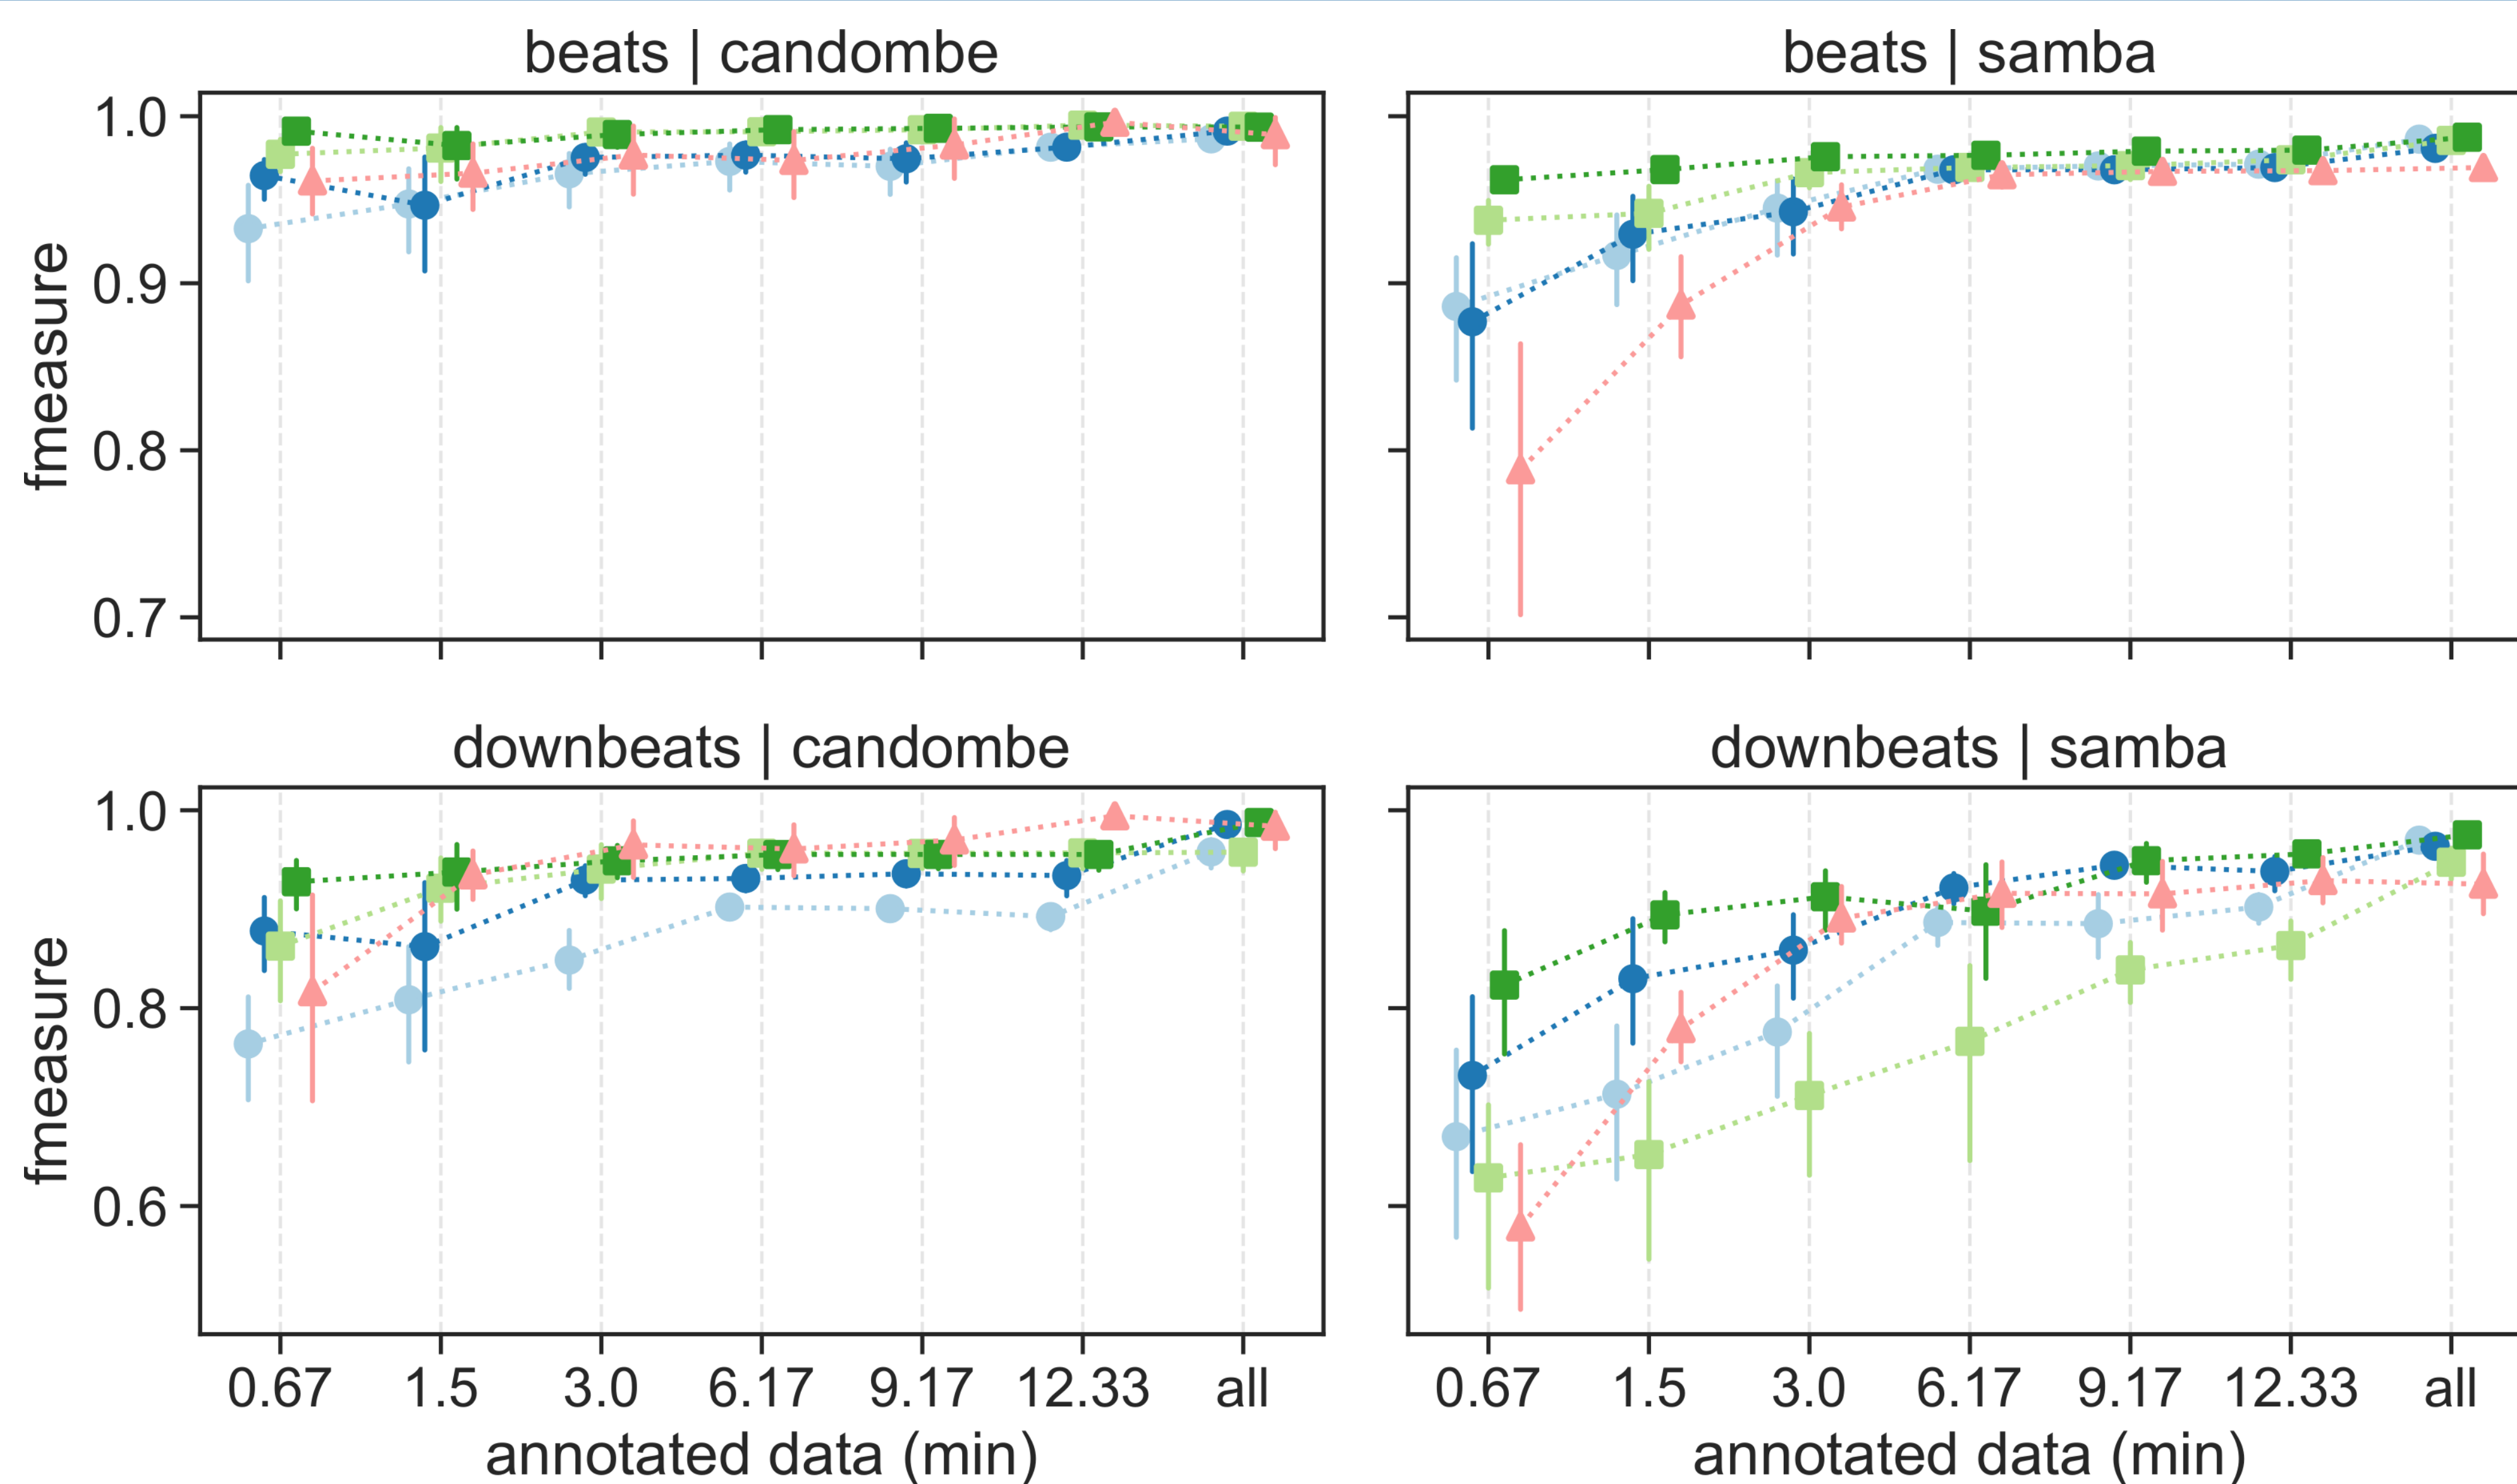 beats | candombe
beats | samba
fmeasure
1.0
0.9
0.8
0.7
downbeats | candombe
downbeats | samba
fmeasure
1.0
0.8
0.6
0.67 1.5 3.0 6.17 9.17 12.33 all
0.67 1.5 3.0 6.17 9.17 12.33 all
annotated data (min)
annotated data (min)